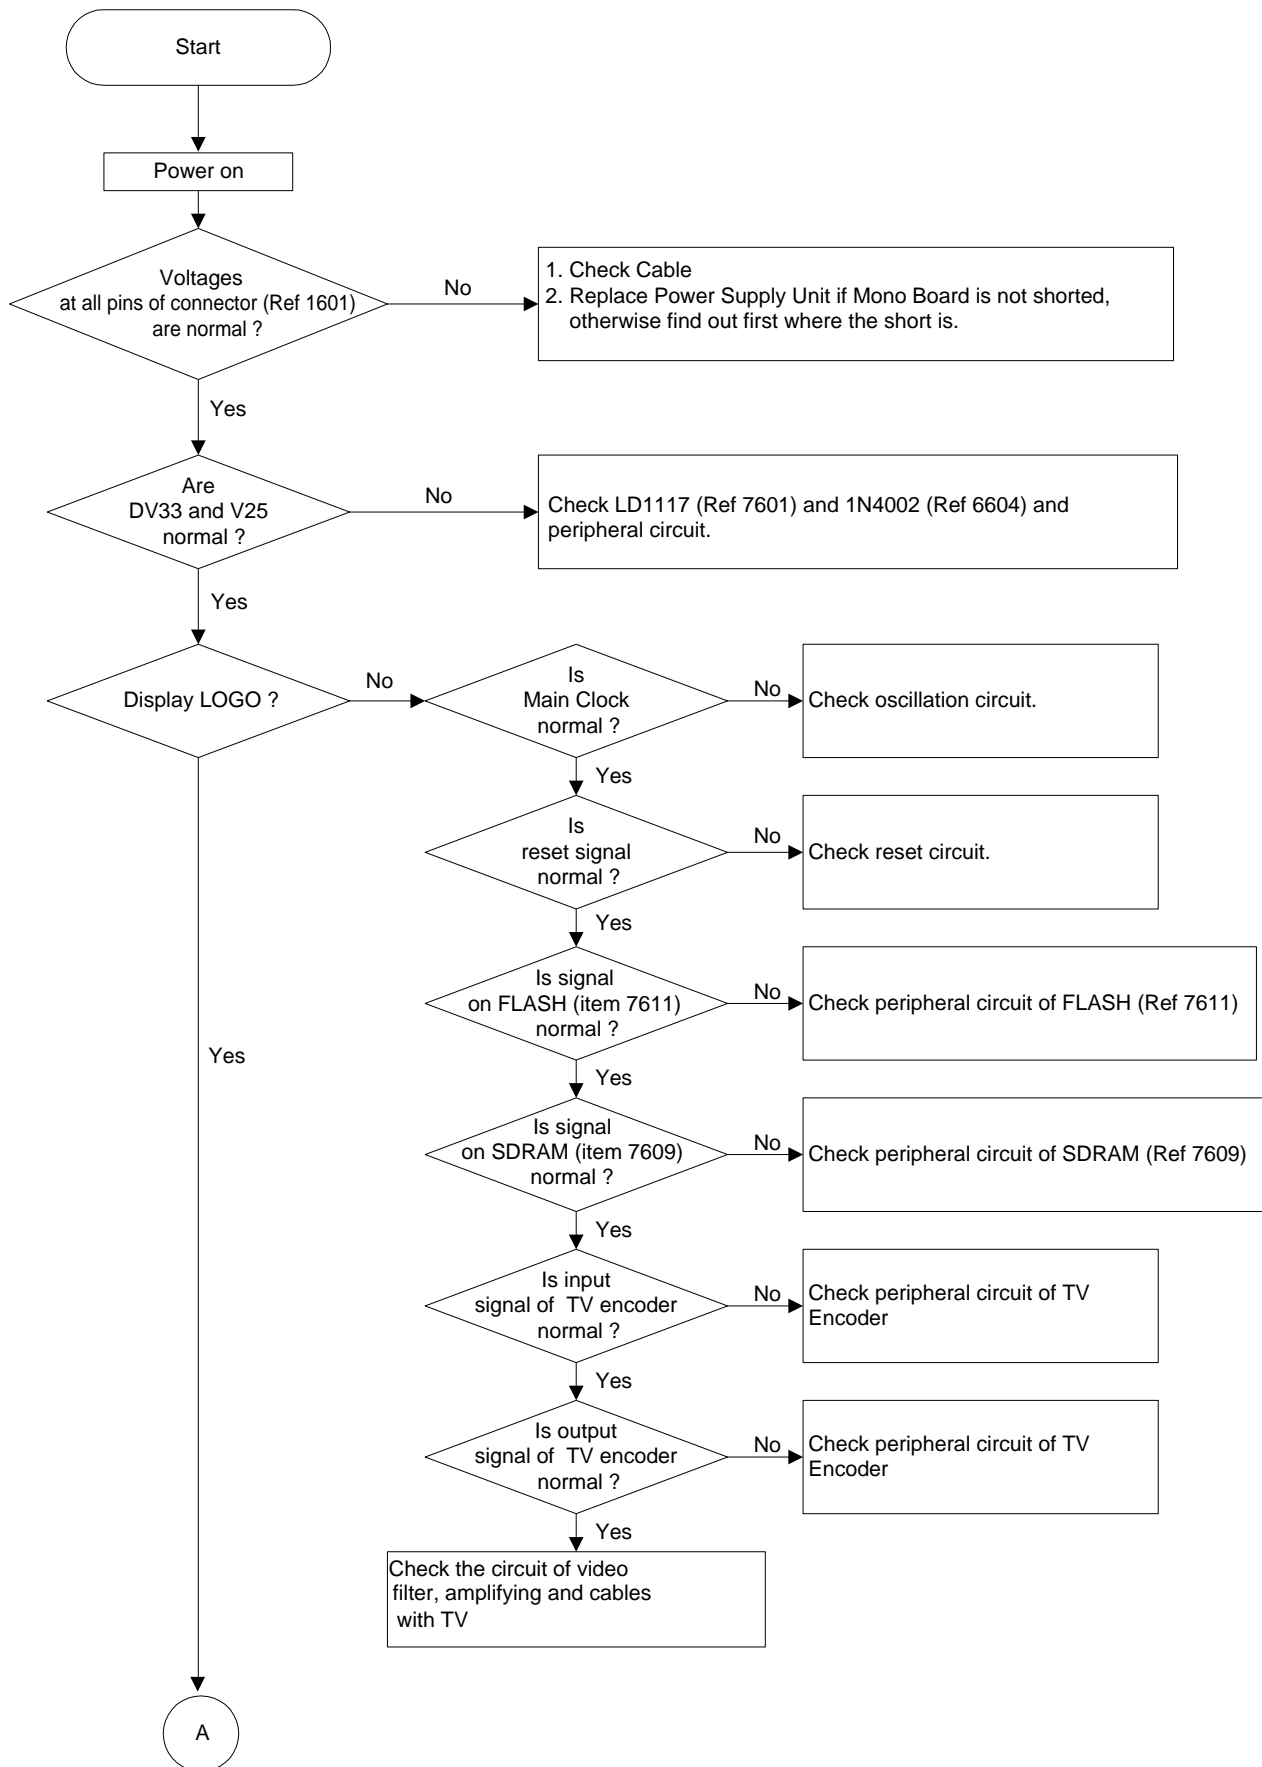 Start
Power on
Voltages
at all pins of connector (Ref 1601)
are normal ?
No
1. Check Cable
2. Replace Power Supply Unit if Mono Board is not shorted,
otherwise find out first where the short is.
Yes
Are
DV33 and V25
normal ?
No
Check LD1117 (Ref 7601) and 1N4002 (Ref 6604) and
peripheral circuit.
Yes
Display LOGO ?
No
Is
Main Clock
normal ?
No
Check oscillation circuit.
Yes
Is
reset signal
normal ?
No
Check reset circuit.
Yes
Is signal
on FLASH (item 7611)
normal ?
No
Check peripheral circuit of FLASH (Ref 7611)
Yes
Yes
Is signal
on SDRAM (item 7609)
normal ?
No
Check peripheral circuit of SDRAM (Ref 7609)
Yes
Is input
signal of TV encoder
normal ?
No
Check peripheral circuit of TV
Encoder
Yes
Is output
signal of TV encoder
normal ?
No
Check peripheral circuit of TV
Encoder
Yes
Check the circuit of video
filter, amplifying and cables
with TV
A